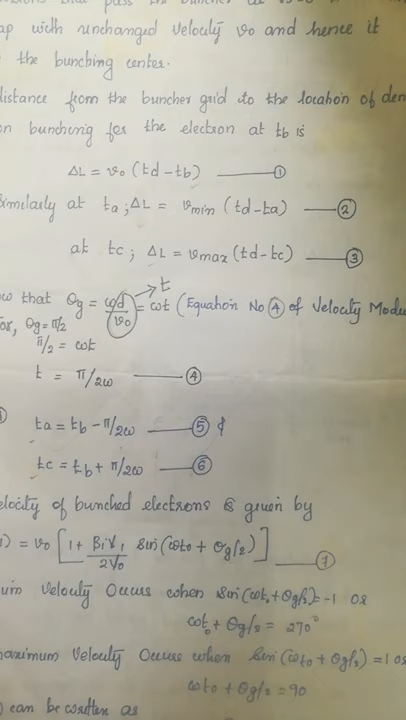 pass the
ap with unchanged velocity v0 and hence it
the bunching center.
distance from the buncher grid to the location of den
on bunching for the electron at tb is
ΔL = v0 (td-tb) ——— ①
similarly at ta ; ΔL = vmin (td-ta) ——— ②
at tc ; ΔL = vmax (td-tc) ——— ③
ow that θg = ωd/v0 = ωt (Equation No ④ of Velocity Modu
t
for, θg = π/2
π/2 = ωt
t = π/2ω ——— ④
ta = tb - π/2ω ——— ⑤ &
tc = tb + π/2ω ——— ⑥
elocity of bunched electrons is given by
) = v0 [1 + βiV1/2V0 sin (ωt0 + θg/2)] ——— ⑦
um velocity occurs when sin (ωt0 + θg/2) = -1 or
ωt0 + θg/2 = 270°
maximum velocity occurs when sin (ωt0 + θg/2) = 1 or
ωt0 + θg/2 = 90
) can be written as